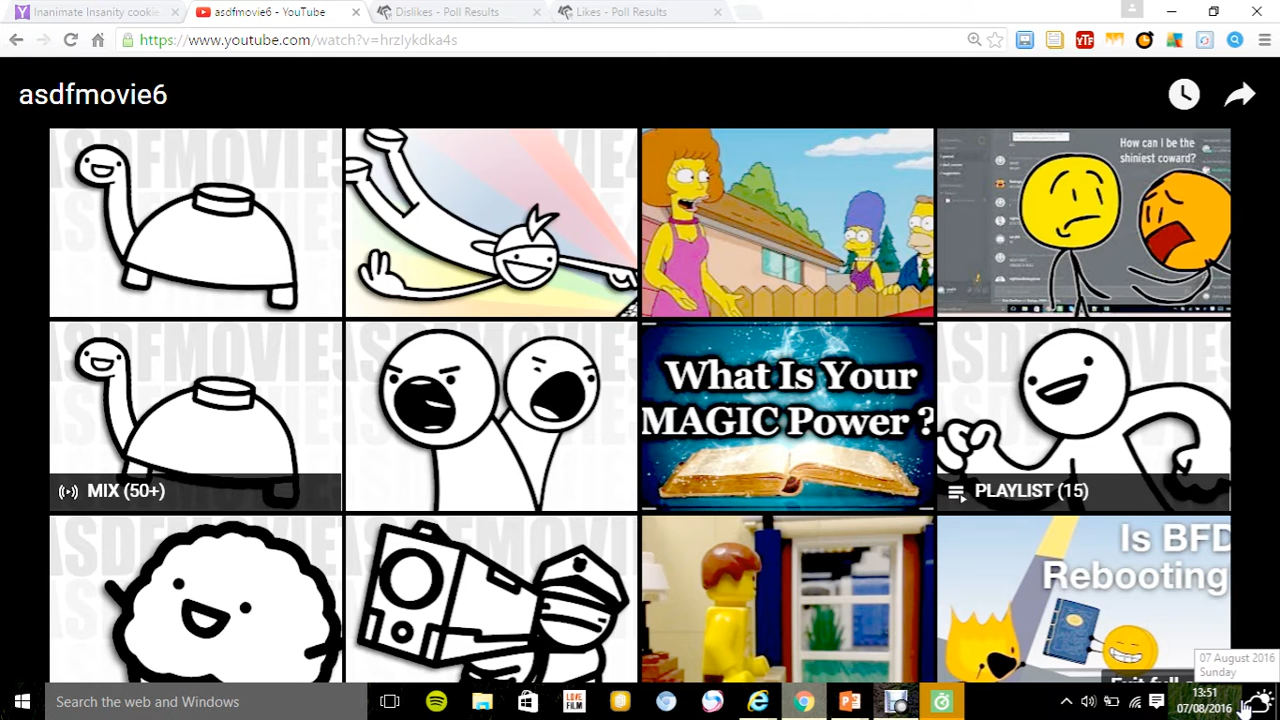 Inanimate Insanity cookie
asdfmovie6 - YouTube
Dislikes - Poll Results
Likes - Poll Results
https://www.youtube.com/watch?v=hrzlykdka4s
asdfmovie6
How can I be the
shiniest coward?
MIX (50+)
What Is Your
MAGIC Power ?
PLAYLIST (15)
Is BFD
Rebooting
07 August 2016
Sunday
Search the web and Windows
LOVE
FILM
13:51
07/08/2016